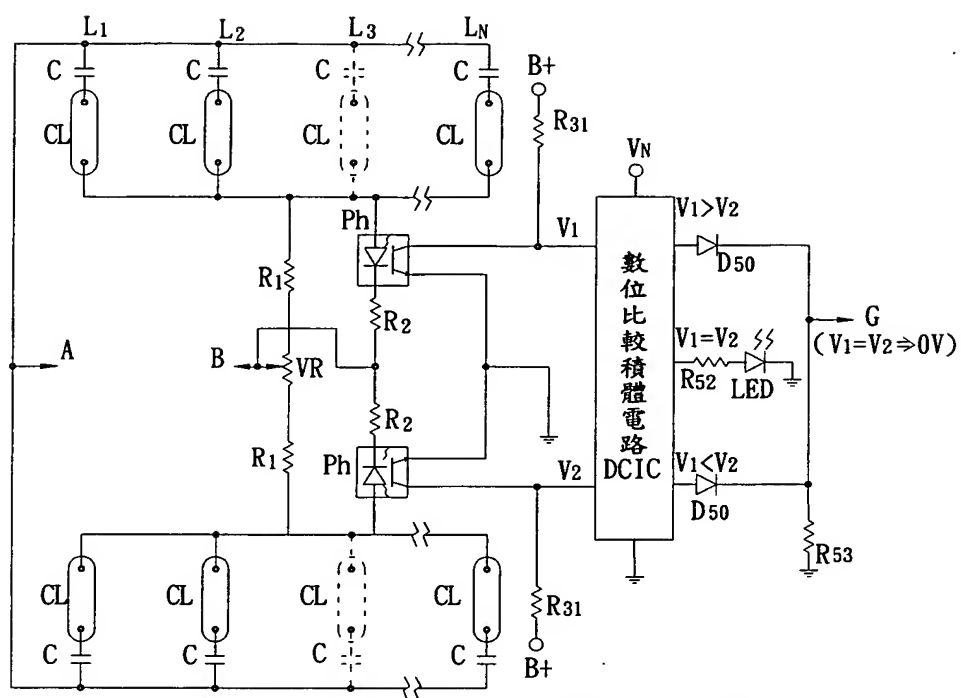 L1 L2 L3 LN
C C C C B+
CL CL CL CL R31
VN
Ph V1 V1>V2
D50
R1 R2
數位比較積體電路
DCIC
G
(V1=V2⇒0V)
A B VR V1=V2
R52 LED
R2
R1 Ph V2 V1<V2
D50
R53
CL CL CL CL R31
C C C C B+